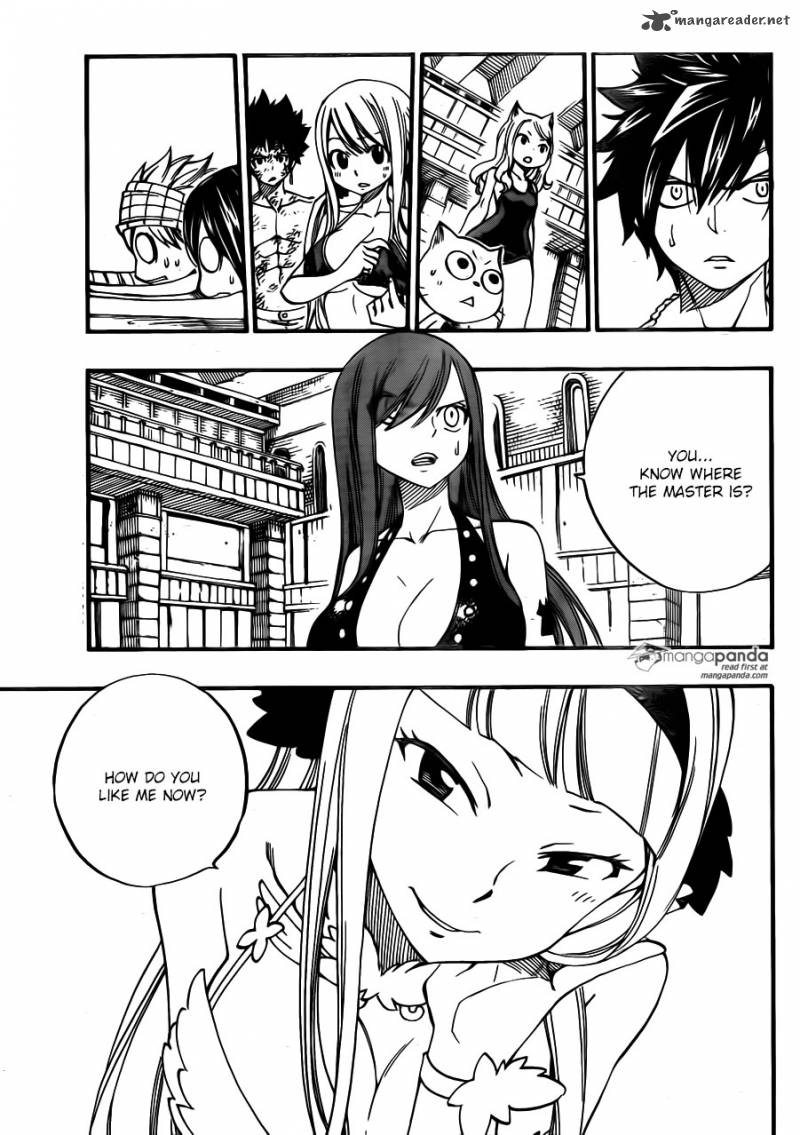 mangareader.net
YOU...
KNOW WHERE
THE MASTER IS?
mangapanda
read first at
mangapanda.com
HOW DO YOU
LIKE ME NOW?